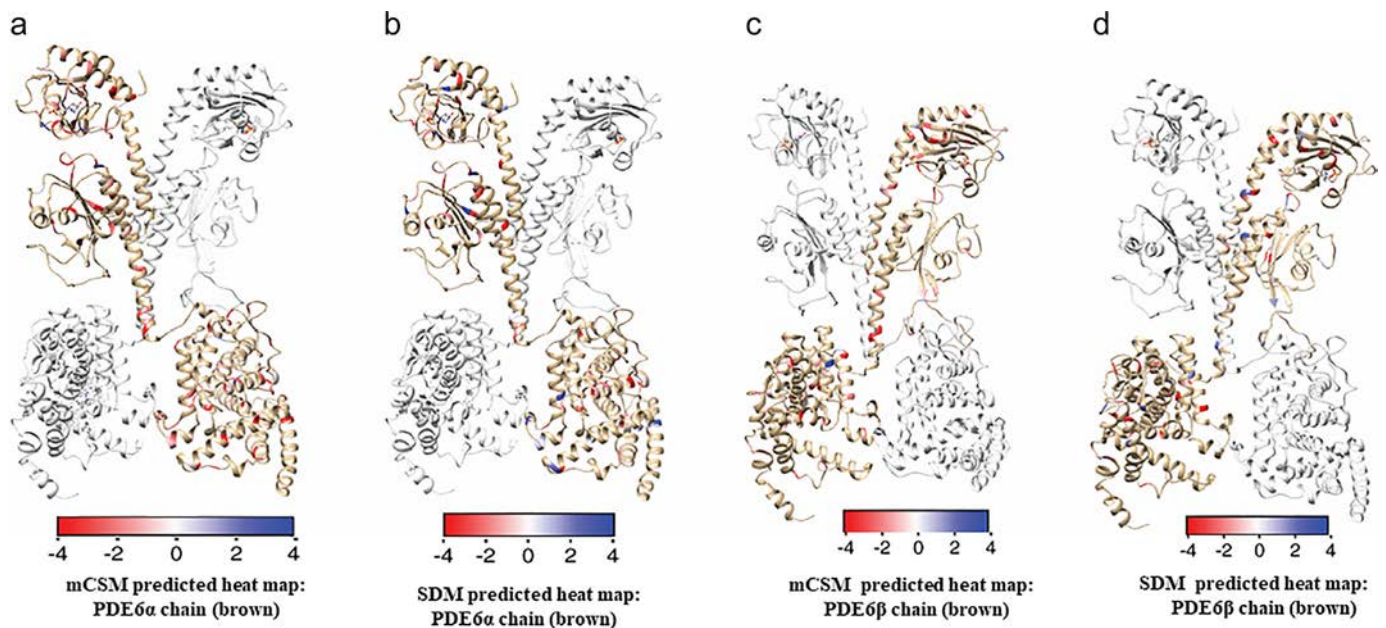 a
b
c
d
-4 -2 0 2 4
-4 -2 0 2 4
-4 -2 0 2 4
-4 -2 0 2 4
mCSM predicted heat map:
PDE6α chain (brown)
SDM predicted heat map:
PDE6α chain (brown)
mCSM predicted heat map:
PDE6β chain (brown)
SDM predicted heat map:
PDE6β chain (brown)